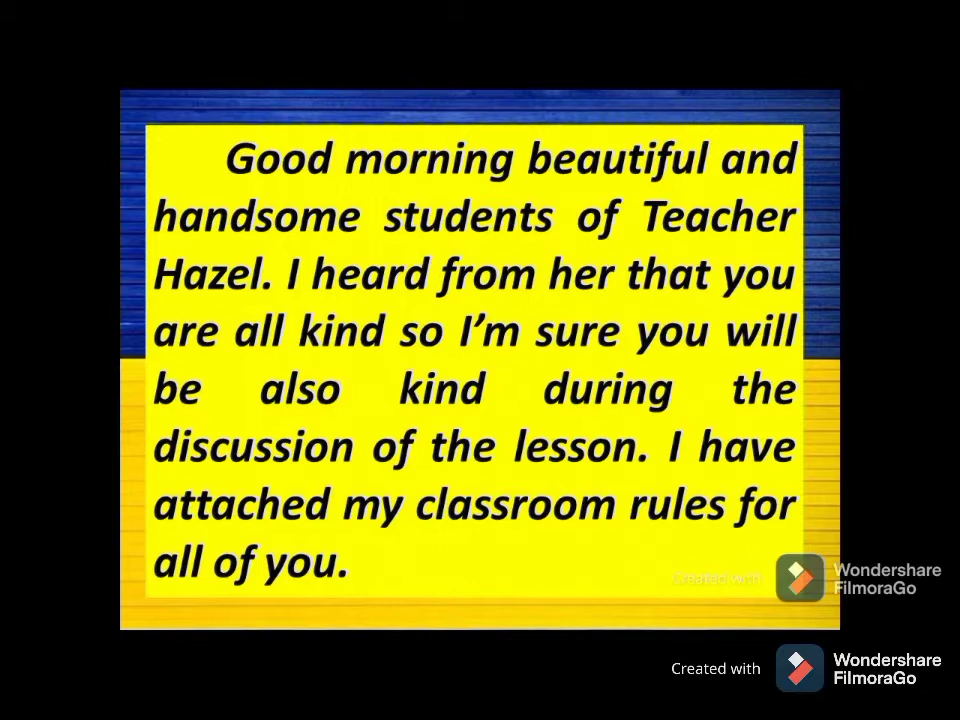 Good morning beautiful and
handsome students of Teacher
Hazel. I heard from her that you
are all kind so I'm sure you will
be also kind during the
discussion of the lesson. I have
attached my classroom rules for
all of you.
Created with
Wondershare
FilmoraGo
Created with
Wondershare
FilmoraGo